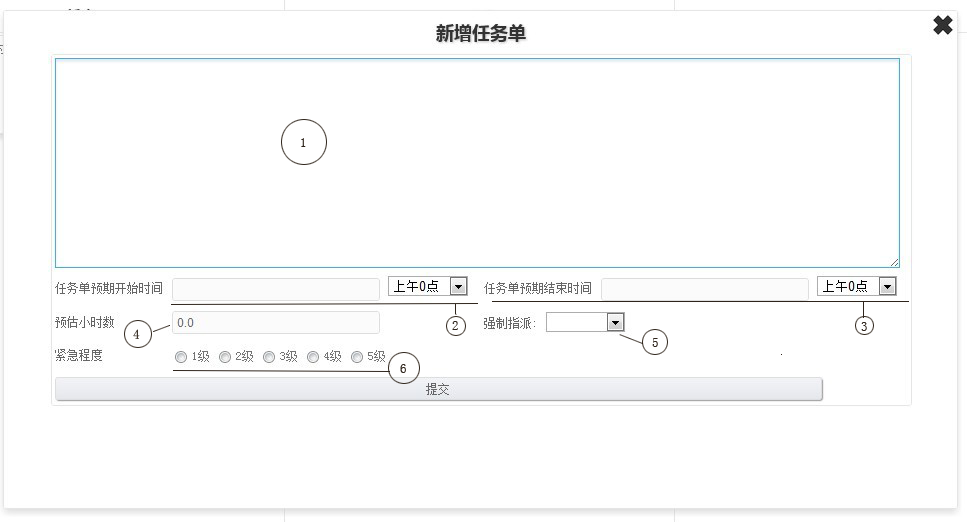 新增任务单
✖
1
任务单预期开始时间 上午0点 任务单预期结束时间 上午0点
2 3
预估小时数 0.0 强制指派:
4 5
紧急程度 1级 2级 3级 4级 5级
6
提交